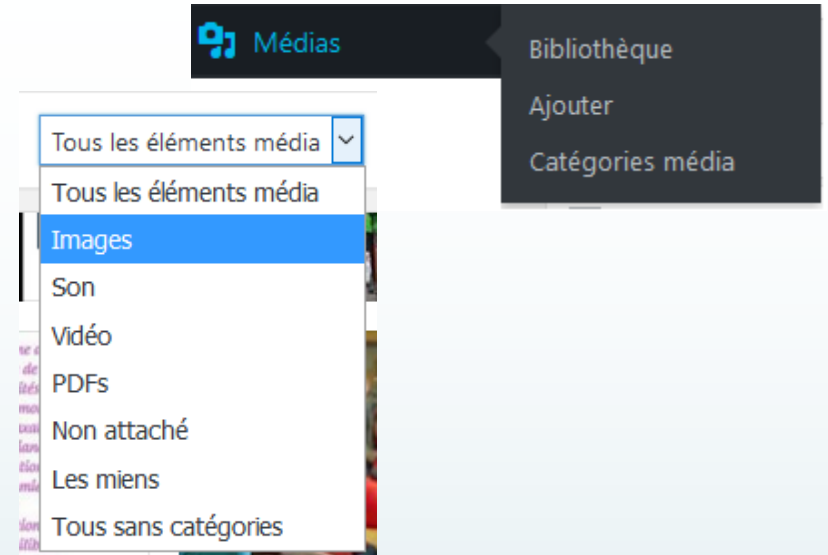 Médias
Bibliothèque
Ajouter
Catégories média
Tous les éléments média
Tous les éléments média
Images
Son
Vidéo
PDFs
Non attaché
Les miens
Tous sans catégories